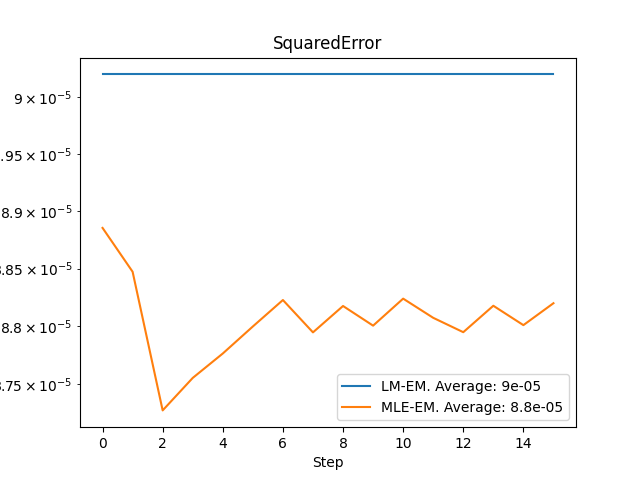 SquaredError
9 × 10⁻⁵
.95 × 10⁻⁵
8.9 × 10⁻⁵
8.85 × 10⁻⁵
8.8 × 10⁻⁵
8.75 × 10⁻⁵
LM-EM. Average: 9e-05
MLE-EM. Average: 8.8e-05
0 2 4 6 8 10 12 14
Step